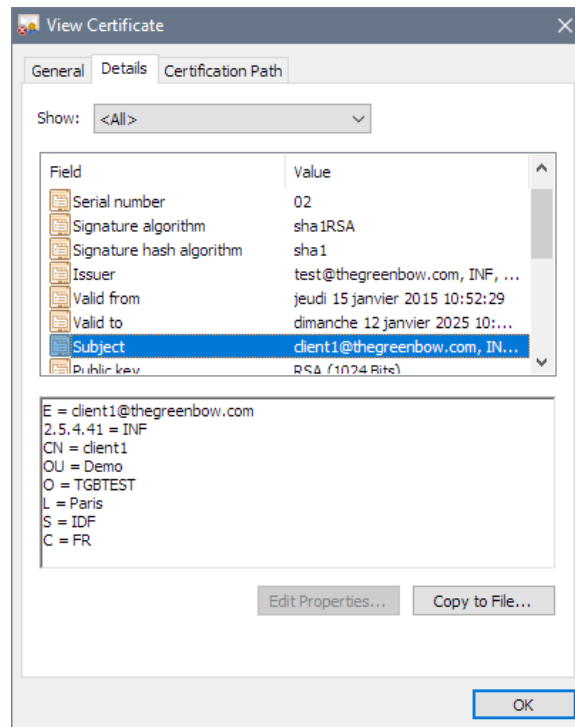 View Certificate
General Details Certification Path
Show: <All>
Field Value
Serial number 02
Signature algorithm sha1RSA
Signature hash algorithm sha1
Issuer test@thegreenbow.com, INF, ...
Valid from jeudi 15 janvier 2015 10:52:29
Valid to dimanche 12 janvier 2025 10:...
Subject client1@thegreenbow.com, IN...
Public key RSA (1024 Bits)
E = client1@thegreenbow.com
2.5.4.41 = INF
CN = client1
OU = Demo
O = TGBTEST
L = Paris
S = IDF
C = FR
Edit Properties... Copy to File...
OK